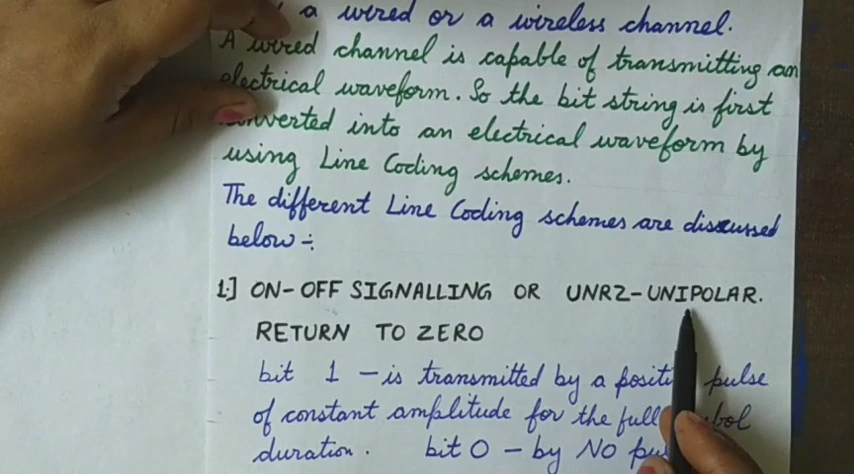 a wired or a wireless channel.
A wired channel is capable of transmitting an
electrical waveform. So the bit string is first
converted into an electrical waveform by
using Line Coding schemes.
The different Line Coding schemes are discussed
below÷
1.] ON-OFF SIGNALLING OR UNRZ-UNIPOLAR.
RETURN TO ZERO
bit 1 – is transmitted by a positi pulse
of constant amplitude for the full bol
duration. bit 0 – by NO pu